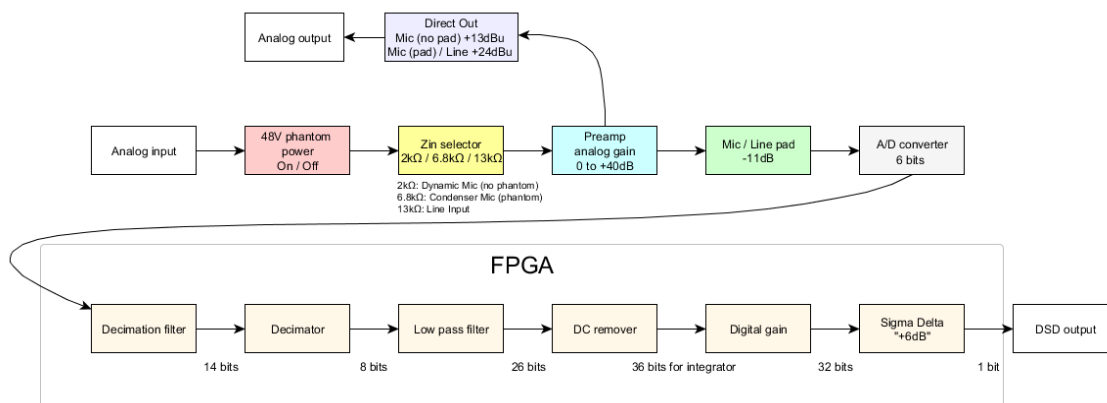 Direct Out
Mic (no pad) +13dBu
Mic (pad) / Line +24dBu
Analog output
Analog input
48V phantom
power
On / Off
Zin selector
2kΩ / 6.8kΩ / 13kΩ
Preamp
analog gain
0 to +40dB
Mic / Line pad
-11dB
A/D converter
6 bits
2kΩ: Dynamic Mic (no phantom)
6.8kΩ: Condenser Mic (phantom)
13kΩ: Line Input
FPGA
Decimation filter
Decimator
Low pass filter
DC remover
Digital gain
Sigma Delta
"+6dB"
DSD output
14 bits
8 bits
26 bits
36 bits for integrator
32 bits
1 bit